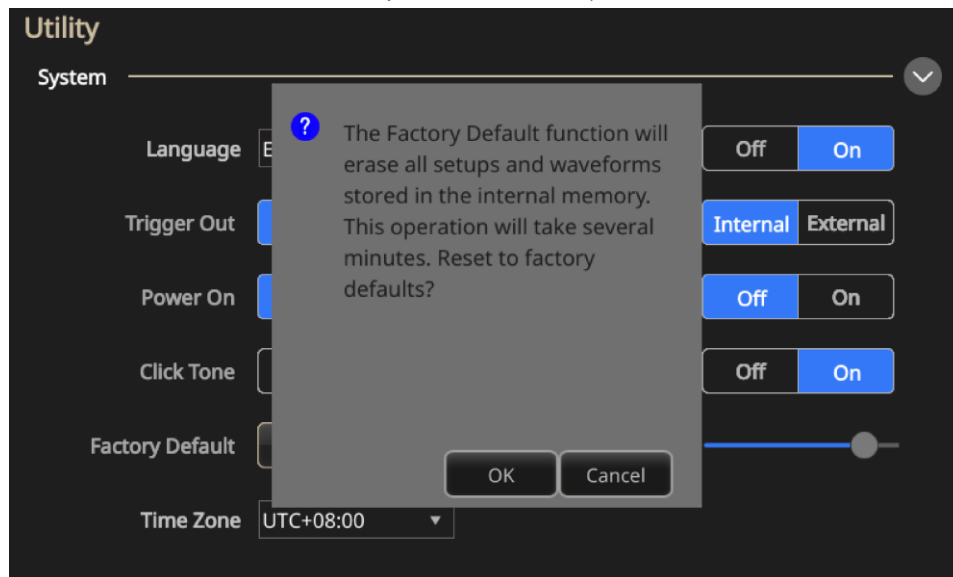 Utility
System
?
The Factory Default function will
erase all setups and waveforms
stored in the internal memory.
This operation will take several
minutes. Reset to factory
defaults?
OK Cancel
Language E Off On
Trigger Out Internal External
Power On Off On
Click Tone Off On
Factory Default
Time Zone UTC+08:00